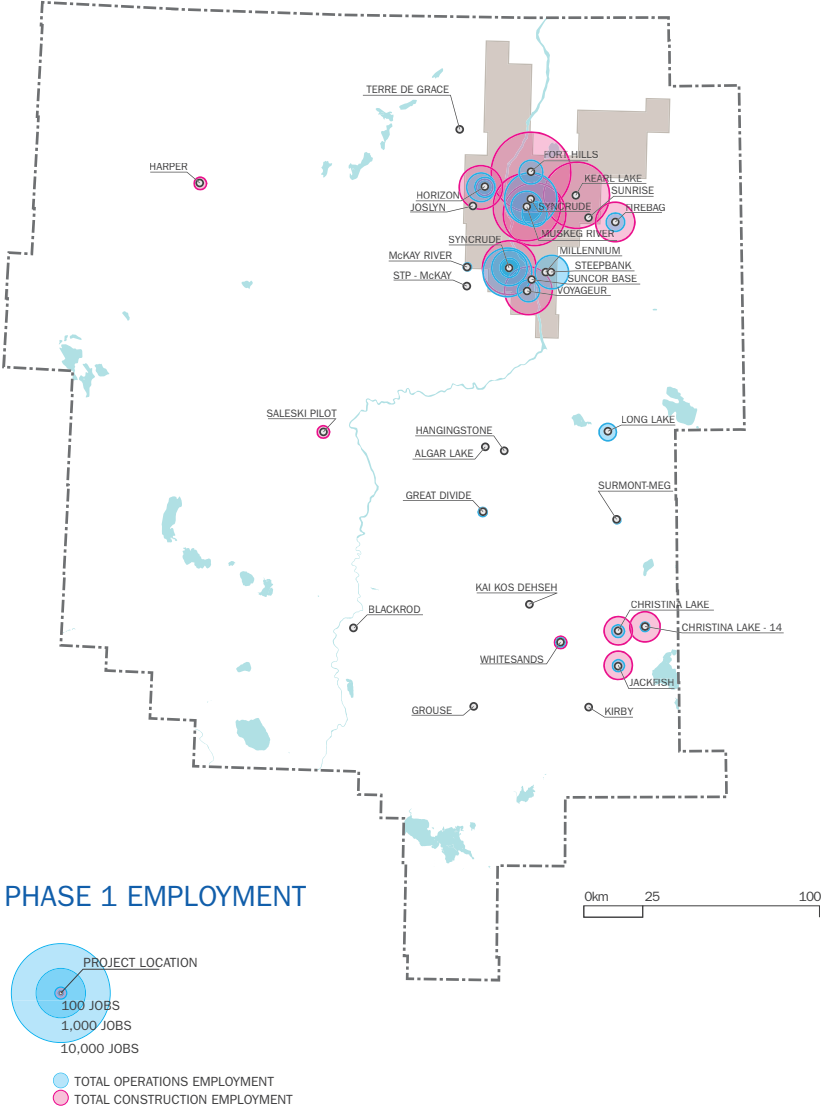 TERRE DE GRACE
FORT HILLS
HARPER
KEARL LAKE
SUNRISE
HORIZON
JOSLYN
SYNCRUDE
FIREBAG
MUSKEG RIVER
SYNCRUDE
MILLENNIUM
McKAY RIVER
STEEPBANK
STP - McKAY
SUNCOR BASE
VOYAGEUR
SALESKI PILOT
LONG LAKE
HANGINGSTONE
ALGAR LAKE
SURMONT-MEG
GREAT DIVIDE
KAI KOS DEHSEH
CHRISTINA LAKE
BLACKROD
CHRISTINA LAKE - 14
WHITESANDS
JACKFISH
GROUSE
KIRBY
PHASE 1 EMPLOYMENT
0km 25 100
PROJECT LOCATION
100 JOBS
1,000 JOBS
10,000 JOBS
TOTAL OPERATIONS EMPLOYMENT
TOTAL CONSTRUCTION EMPLOYMENT